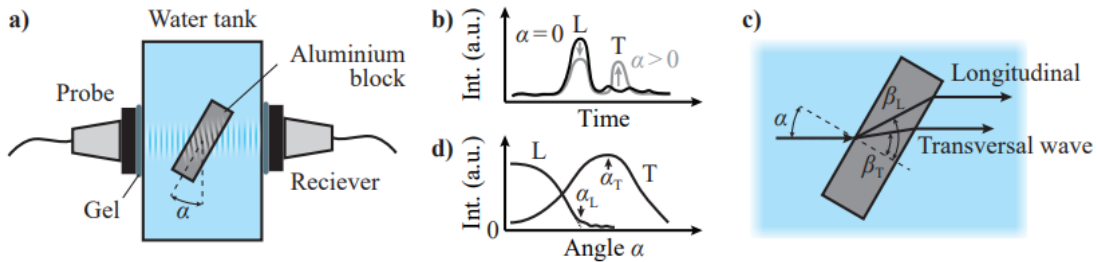 a)
Water tank
Aluminium
block
Probe
Gel
α
Reciever
b)
Int. (a.u.)
α = 0
L
T
α > 0
Time
d)
Int. (a.u.)
0
L
α_L
α_T
T
Angle α
c)
α
β_L
β_T
Longitudinal
Transversal wave